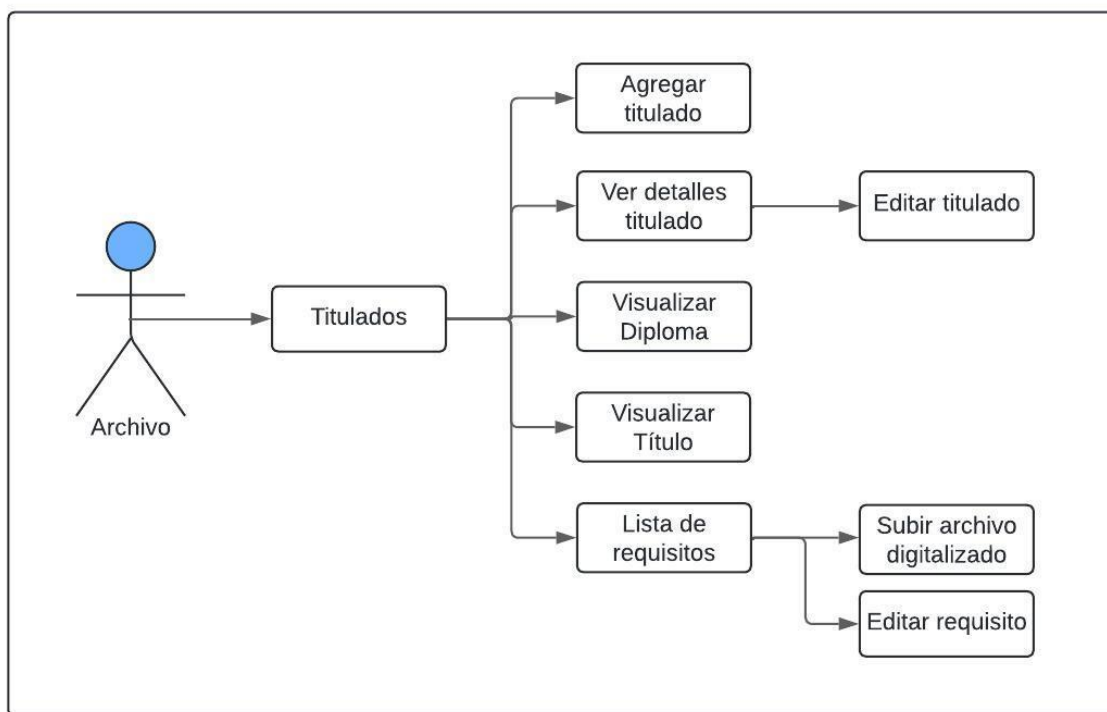 Agregar
titulado
Ver detalles
titulado
Editar titulado
Titulados
Visualizar
Diploma
Visualizar
Título
Archivo
Lista de
requisitos
Subir archivo
digitalizado
Editar requisito